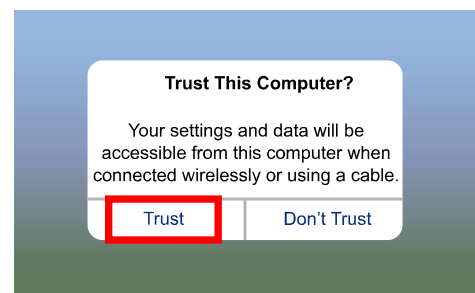 Trust This Computer?
Your settings and data will be
accessible from this computer when
connected wirelessly or using a cable.
Trust
Don't Trust